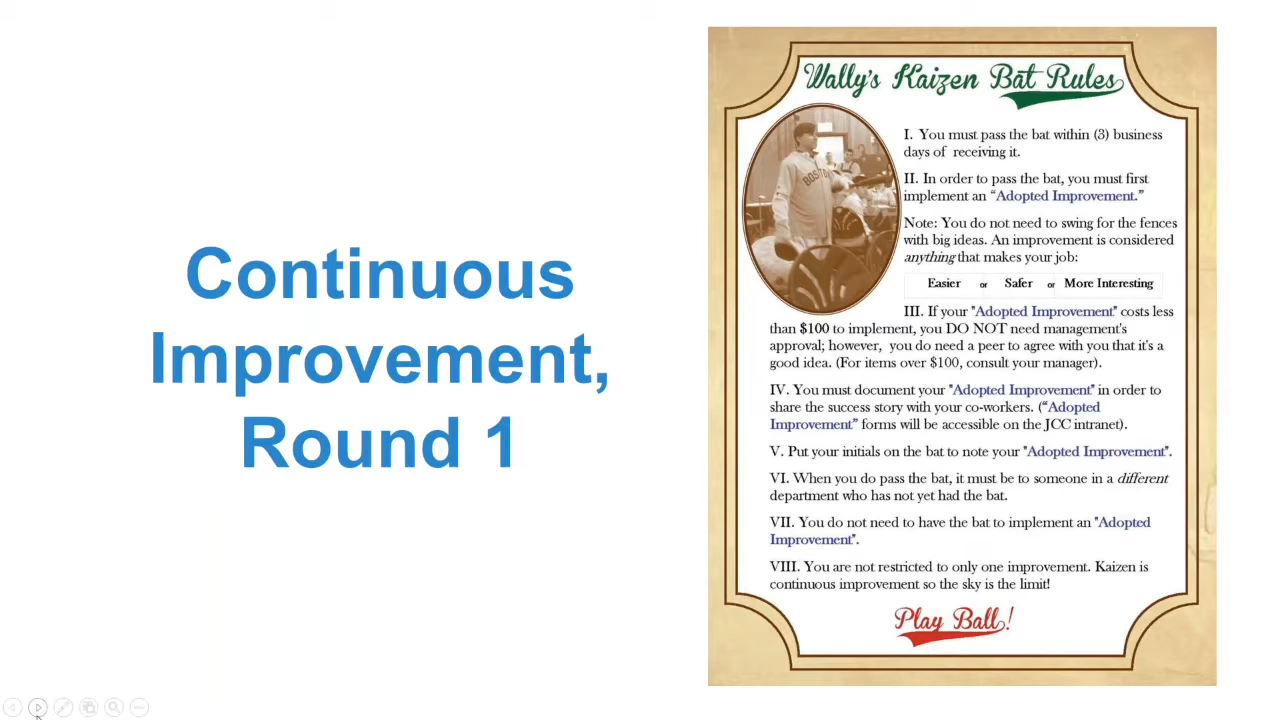 Continuous
Improvement,
Round 1
Wally's Kaizen Bat Rules
BOSTON
I. You must pass the bat within (3) business
days of receiving it.
II. In order to pass the bat, you must first
implement an “Adopted Improvement.”
Note: You do not need to swing for the fences
with big ideas. An improvement is considered
anything that makes your job:
Easier or Safer or More Interesting
III. If your "Adopted Improvement" costs less
than $100 to implement, you DO NOT need management's
approval; however, you do need a peer to agree with you that it's a
good idea. (For items over $100, consult your manager).
IV. You must document your "Adopted Improvement" in order to
share the success story with your co-workers. (“Adopted
Improvement” forms will be accessible on the JCC intranet).
V. Put your initials on the bat to note your "Adopted Improvement".
VI. When you do pass the bat, it must be to someone in a different
department who has not yet had the bat.
VII. You do not need to have the bat to implement an "Adopted
Improvement".
VIII. You are not restricted to only one improvement. Kaizen is
continuous improvement so the sky is the limit!
Play Ball!